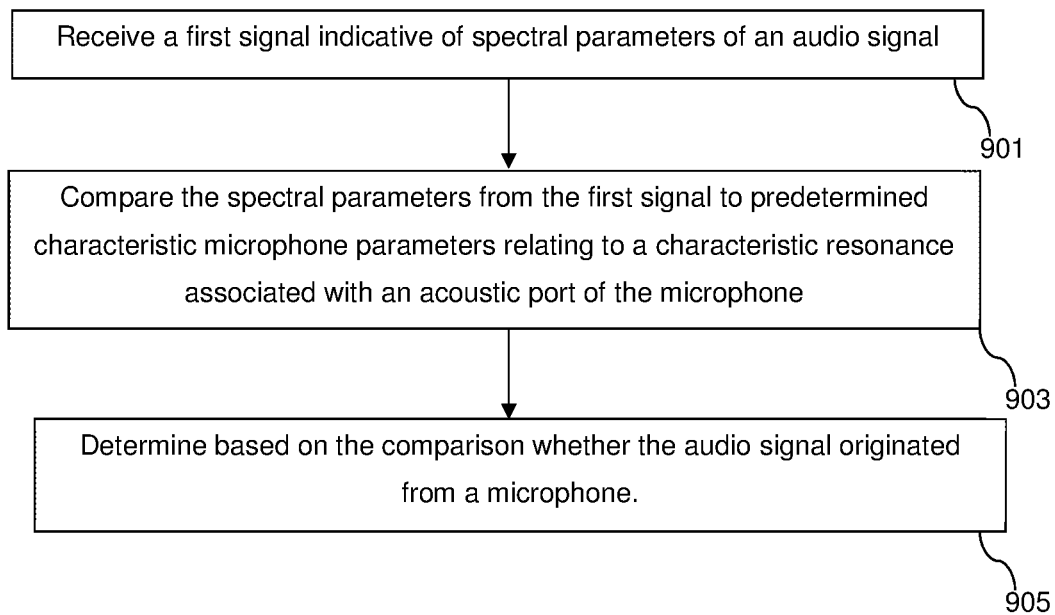 Receive a first signal indicative of spectral parameters of an audio signal
901
Compare the spectral parameters from the first signal to predetermined
characteristic microphone parameters relating to a characteristic resonance
associated with an acoustic port of the microphone
903
Determine based on the comparison whether the audio signal originated
from a microphone.
905